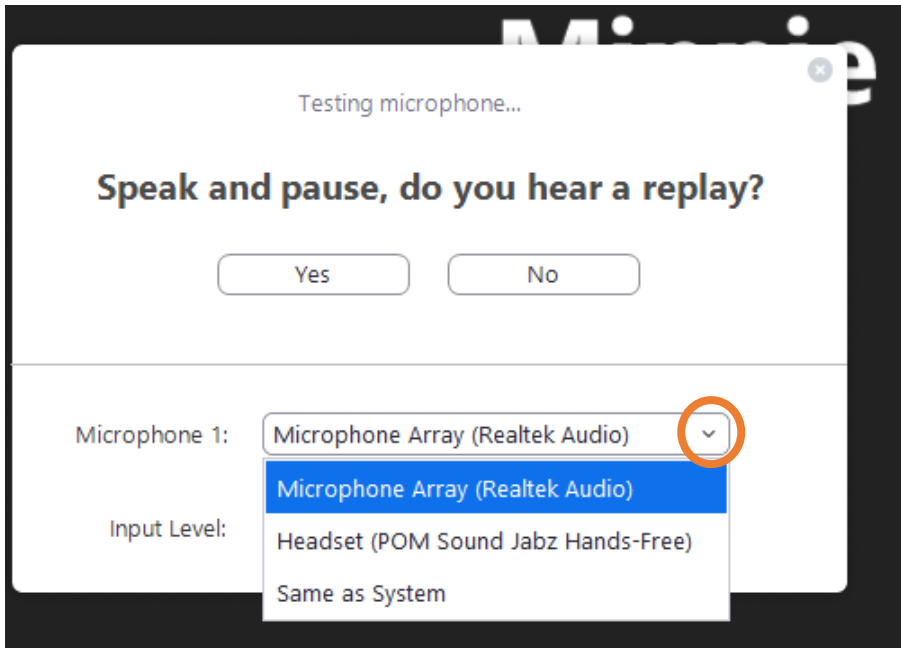 Minnie
Testing microphone...
Speak and pause, do you hear a replay?
Yes
No
Microphone 1:
Microphone Array (Realtek Audio)
Microphone Array (Realtek Audio)
Input Level:
Headset (POM Sound Jabz Hands-Free)
Same as System